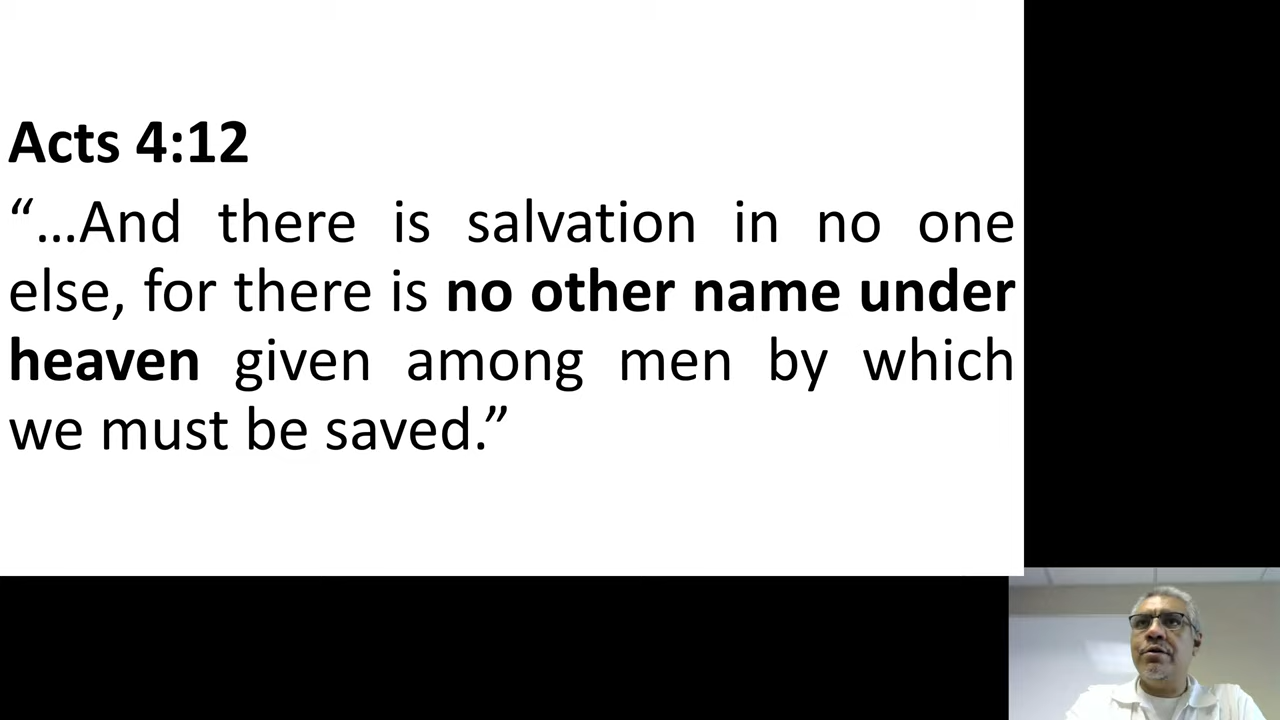 Acts 4:12
“…And there is salvation in no one
else, for there is no other name under
heaven given among men by which
we must be saved.”